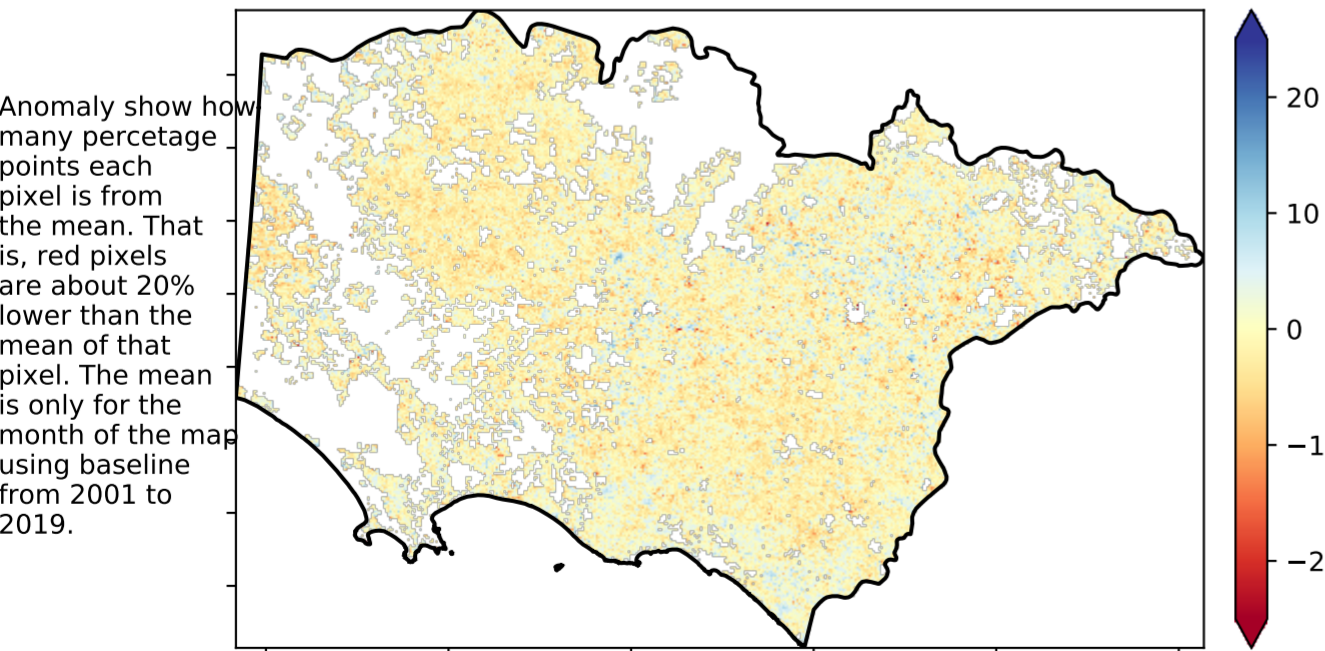 Anomaly show how
many percetage
points each
pixel is from
the mean. That
is, red pixels
are about 20%
lower than the
mean of that
pixel. The mean
is only for the
month of the map
using baseline
from 2001 to
2019.
20
10
0
−1
−2